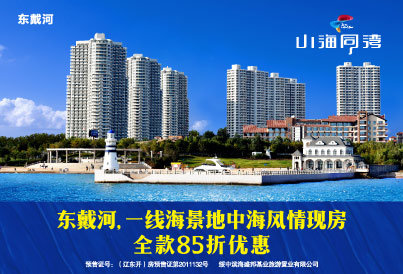 东戴河
山海同湾
东戴河,一线海景地中海风情现房
全款85折优惠
预售证号：（辽东开）房预售证第2011132号 绥中滨海盛邦基业旅游置业有限公司